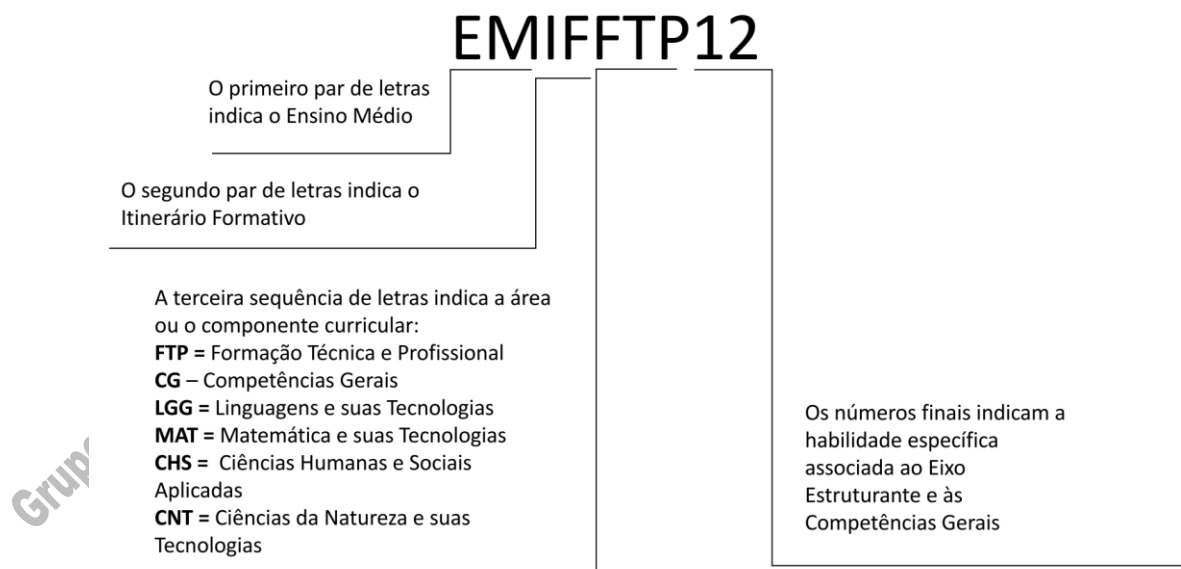 EMIFFTP12
O primeiro par de letras
indica o Ensino Médio
O segundo par de letras indica o
Itinerário Formativo
A terceira sequência de letras indica a área
ou o componente curricular:
FTP = Formação Técnica e Profissional
CG – Competências Gerais
LGG = Linguagens e suas Tecnologias
MAT = Matemática e suas Tecnologias
CHS = Ciências Humanas e Sociais
Aplicadas
CNT = Ciências da Natureza e suas
Tecnologias
Os números finais indicam a
habilidade específica
associada ao Eixo
Estruturante e às
Competências Gerais